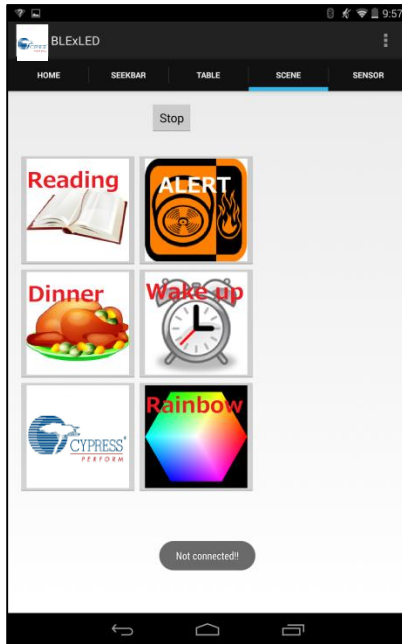 9:57
BLExLED
HOME SEEKBAR TABLE SCENE SENSOR
Stop
Reading ALERT
Dinner Wake up
CYPRESS
PERFORM
Rainbow
Not connected!!